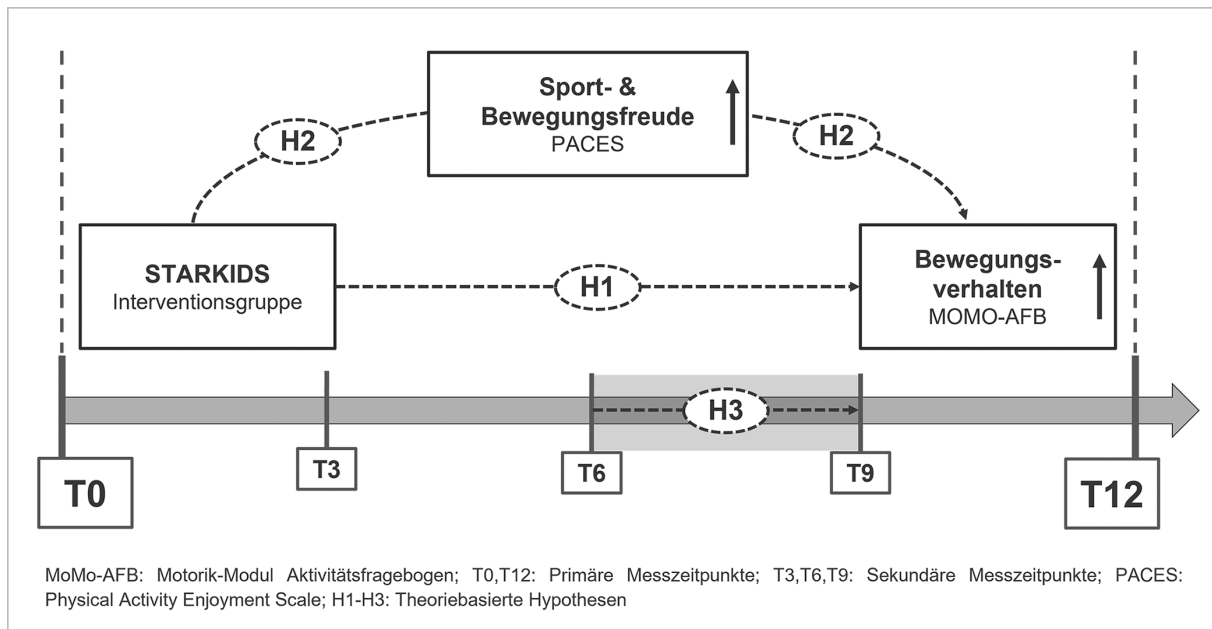 Sport- &
Bewegungsfreude
PACES
H2
H2
STARKIDS
Interventionsgruppe
H1
Bewegungs-
verhalten
MOMO-AFB
H3
T0
T3
T6
T9
T12
MoMo-AFB: Motorik-Modul Aktivitätsfragebogen; T0,T12: Primäre Messzeitpunkte; T3,T6,T9: Sekundäre Messzeitpunkte; PACES:
Physical Activity Enjoyment Scale; H1-H3: Theoriebasierte Hypothesen